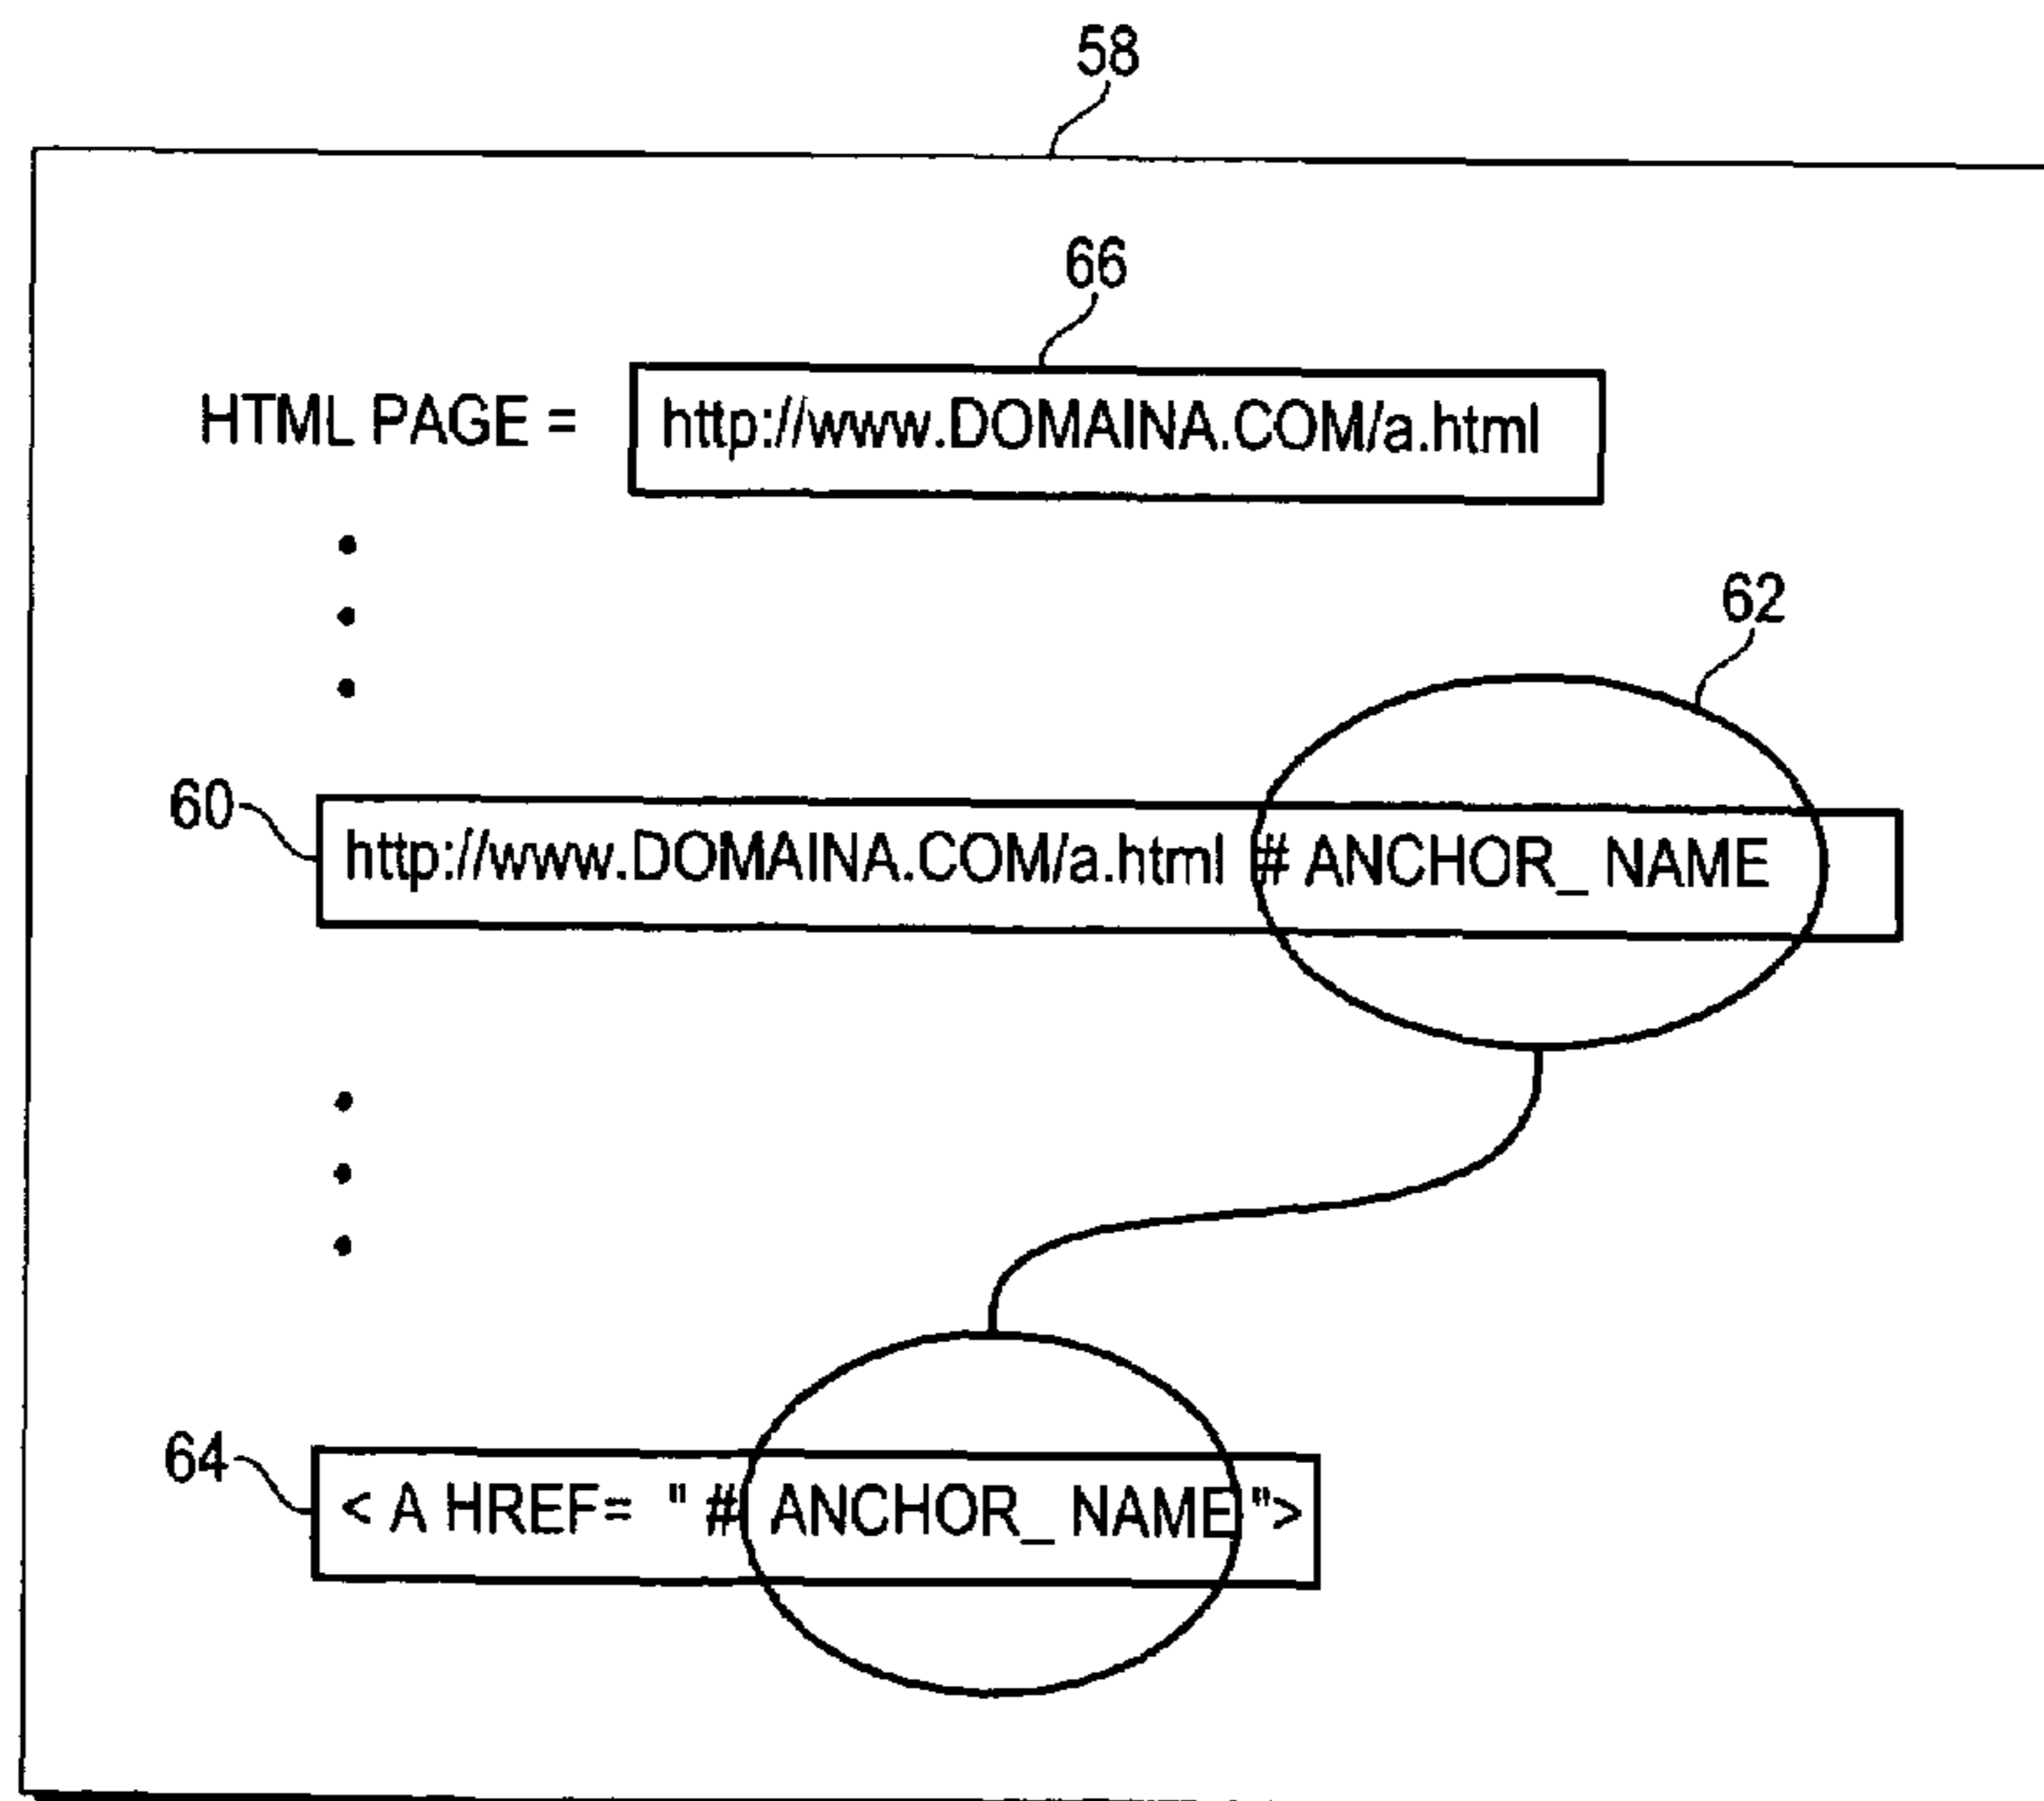 58
66
HTML PAGE = http://www.DOMAINA.COM/a.html
62
60
http://www.DOMAINA.COM/a.html # ANCHOR_ NAME
64
< A HREF= " # ANCHOR_ NAME ">